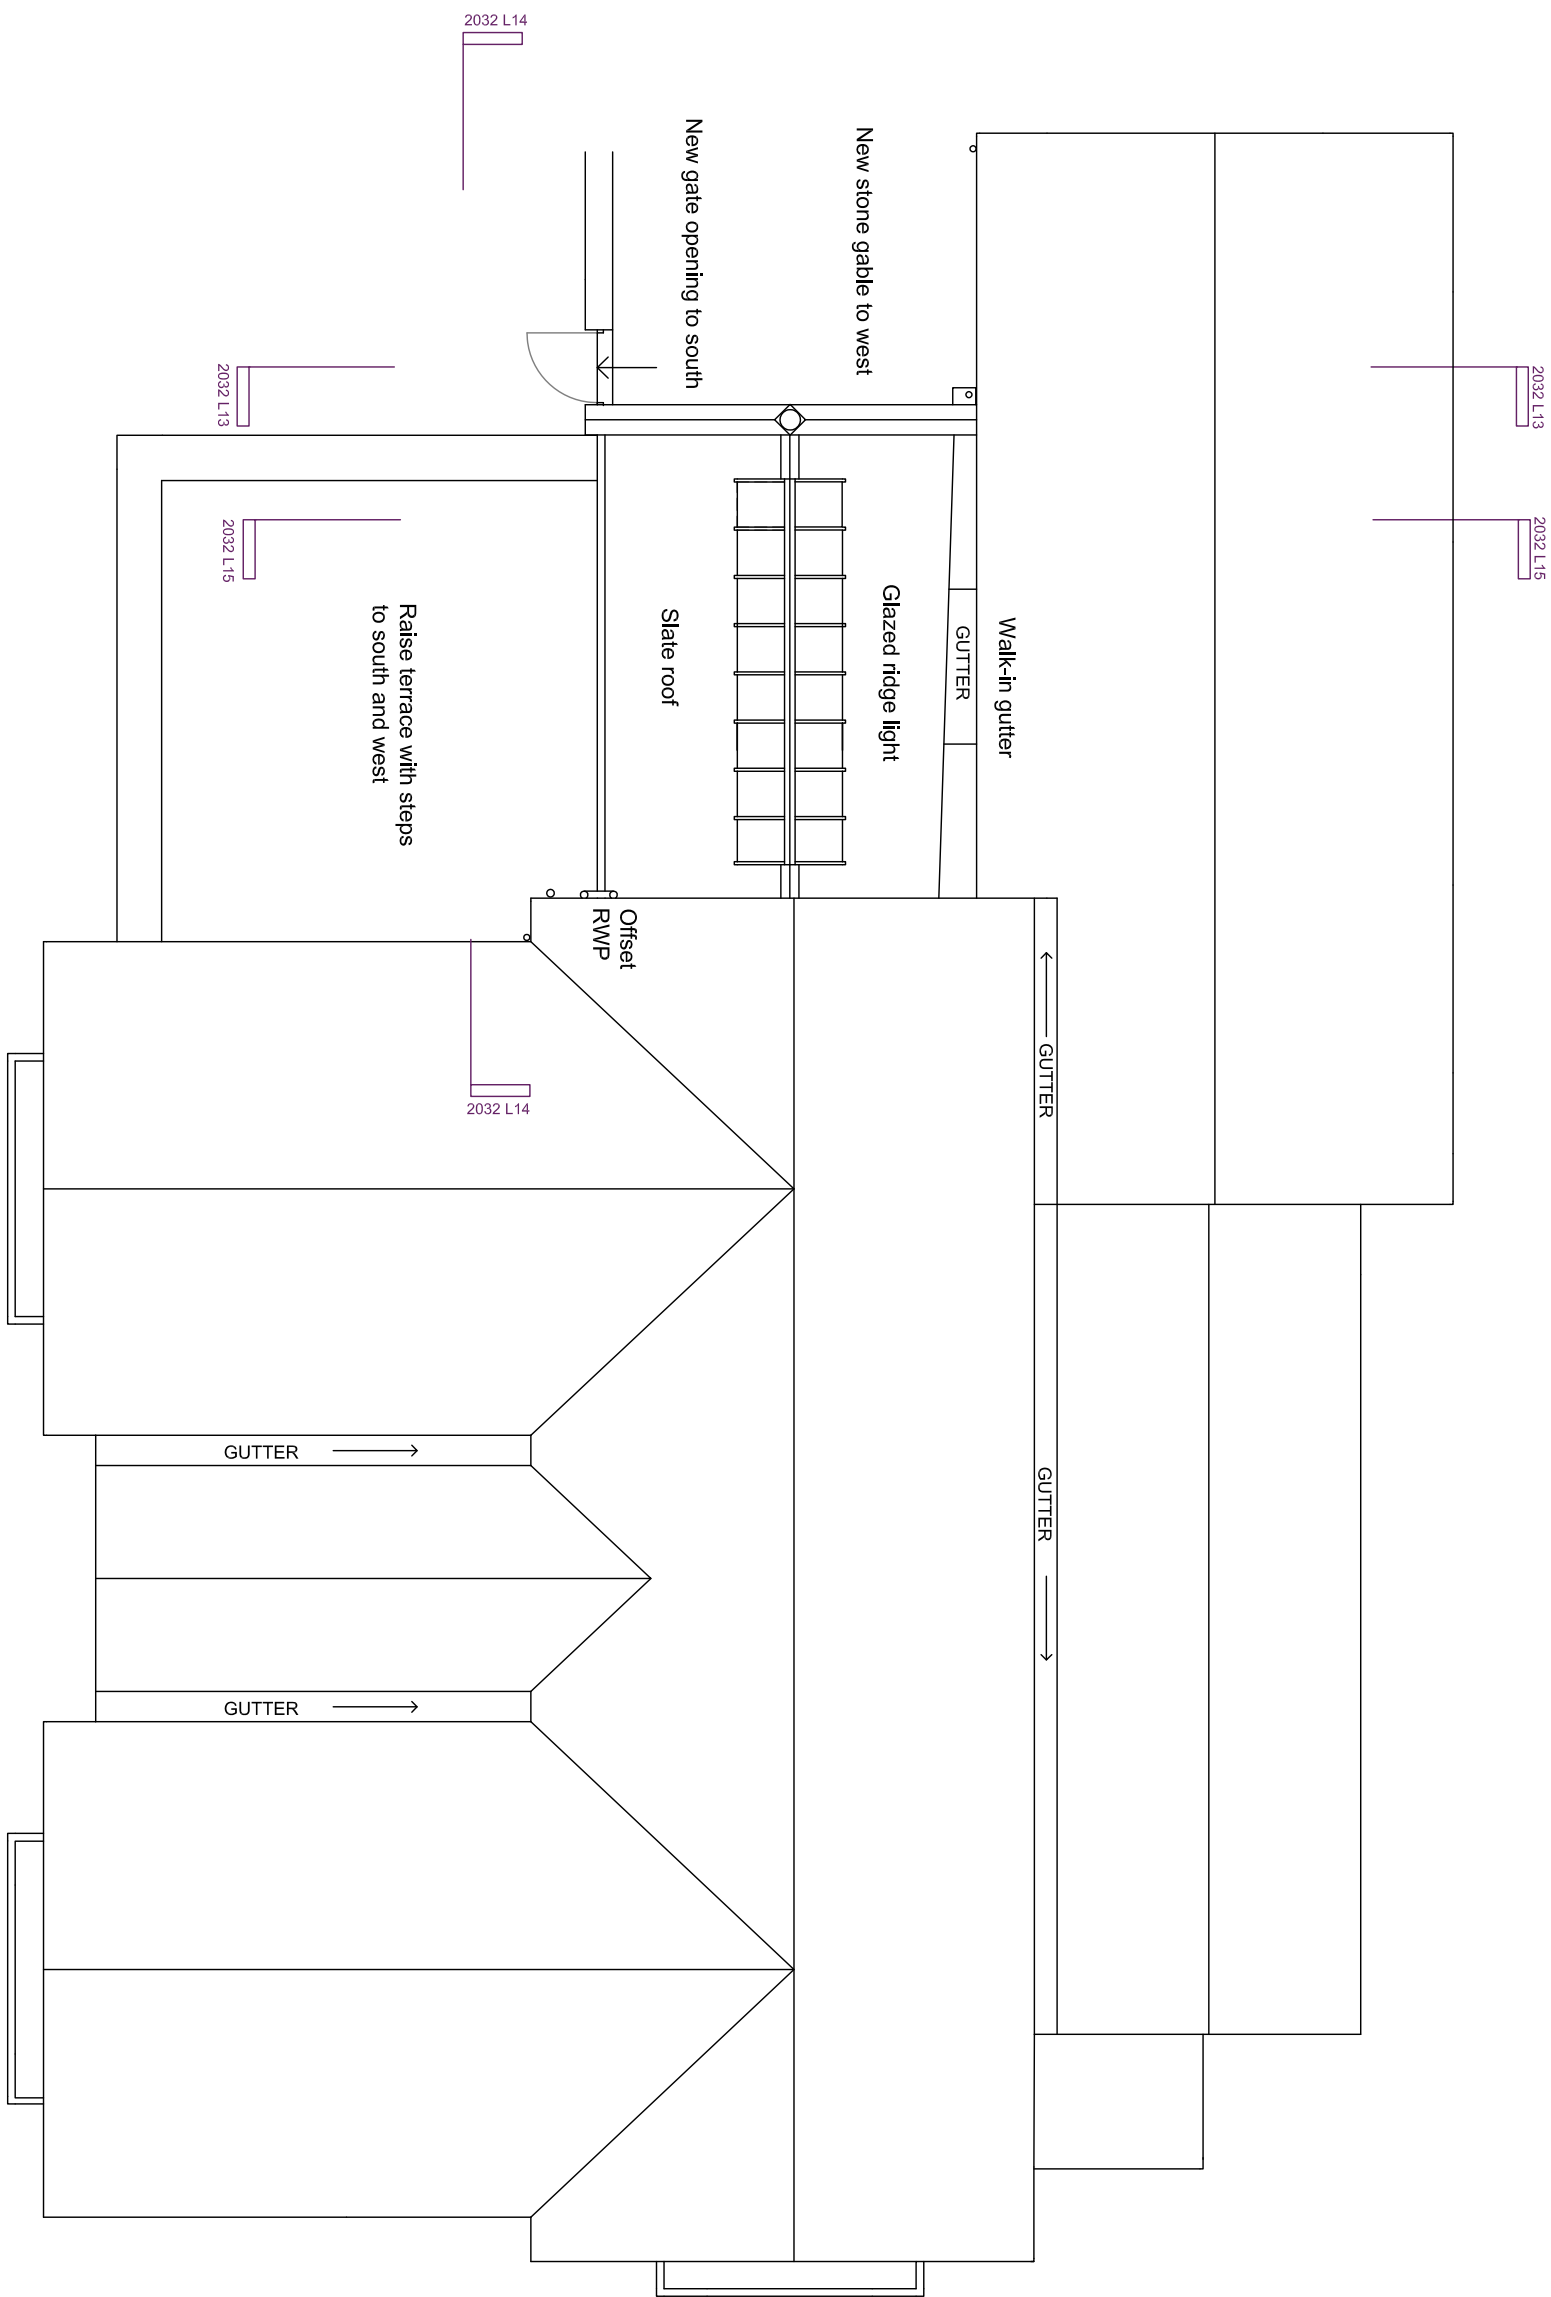 2032 L14
New gate opening to south
New stone gable to west
2032 L13
2032 L13
2032 L15
2032 L15
Raise terrace with steps
to south and west
Slate roof
Glazed ridge light
GUTTER
Walk-in gutter
Offset
RWP
2032 L14
GUTTER
GUTTER
GUTTER
GUTTER